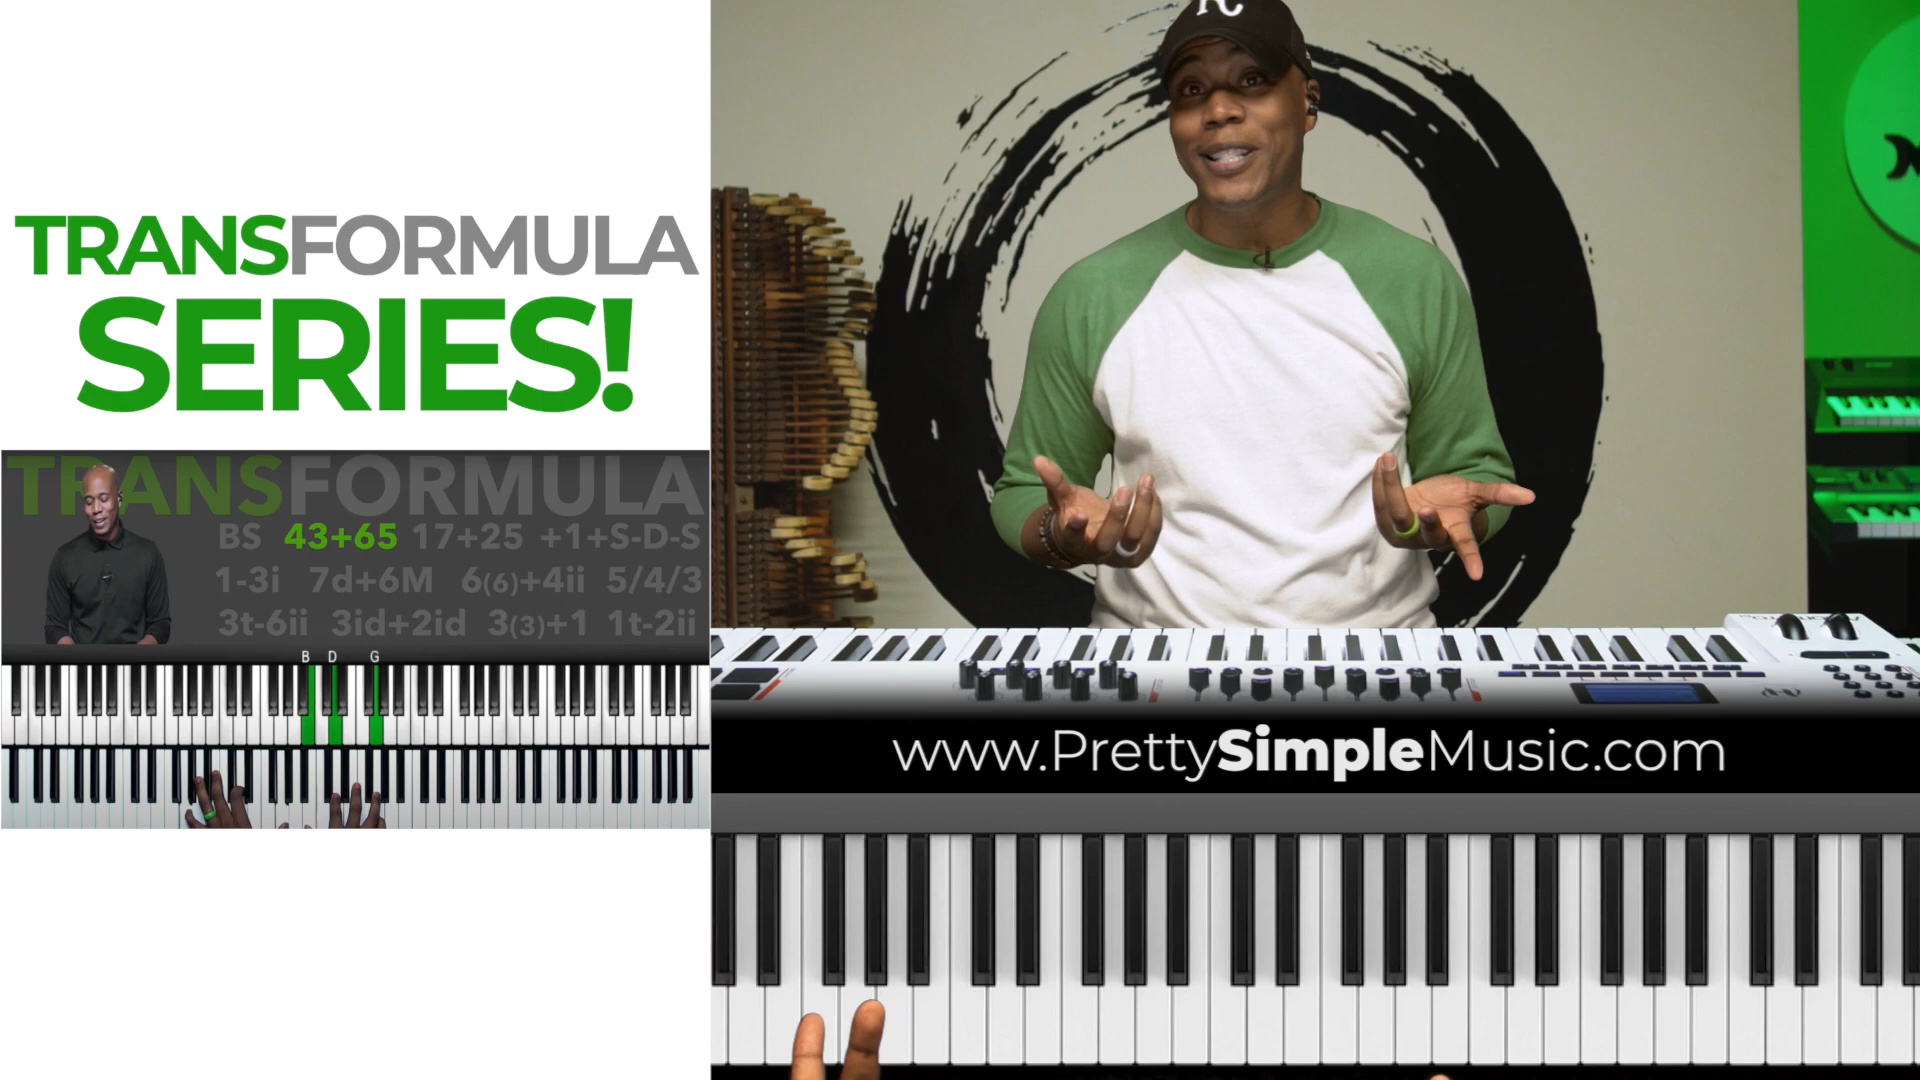 TRANSFORMULA
SERIES!
TRANSFORMULA
BS 43+65 17+25 +1+S-D-S
1-3i 7d+6M 6(6)+4ii 5/4/3
3t-6ii 3id+2id 3(3)+1 1t-2ii
B D G
www.PrettySimpleMusic.com